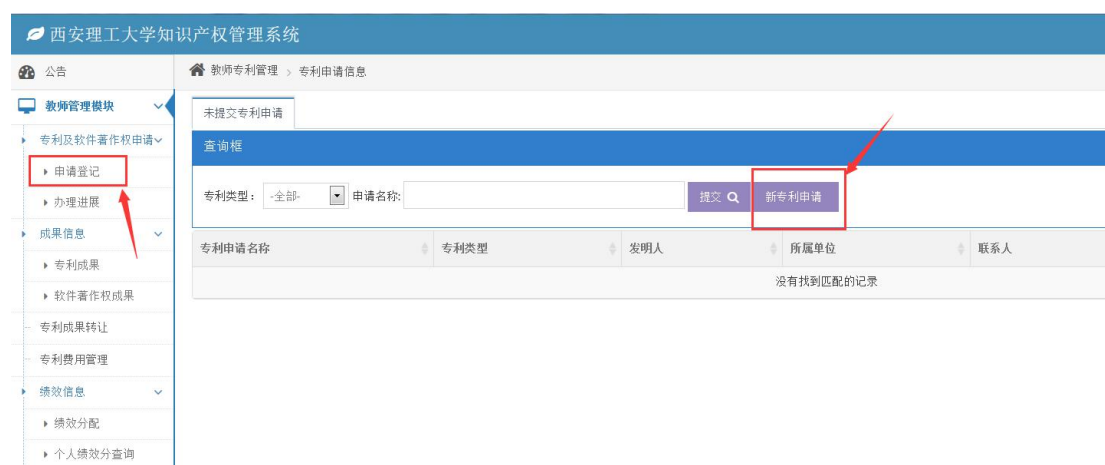 西安理工大学知识产权管理系统
公告
教师专利管理 > 专利申请信息
教师管理模块
未提交专利申请
专利及软件著作权申请
查询框
申请登记
专利类型： -全部- 申请名称: 提交 新专利申请
办理进展
成果信息
专利申请名称 专利类型 发明人 所属单位 联系人
专利成果
没有找到匹配的记录
软件著作权成果
专利成果转让
专利费用管理
绩效信息
绩效分配
个人绩效分查询